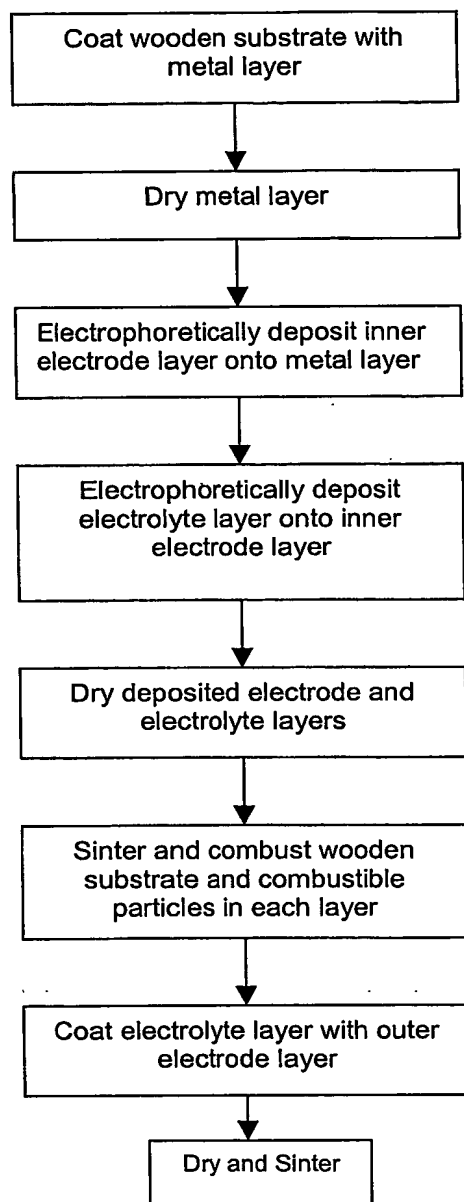 Coat wooden substrate with
metal layer
Dry metal layer
Electrophoretically deposit inner
electrode layer onto metal layer
Electrophoretically deposit
electrolyte layer onto inner
electrode layer
Dry deposited electrode and
electrolyte layers
Sinter and combust wooden
substrate and combustible
particles in each layer
Coat electrolyte layer with outer
electrode layer
Dry and Sinter